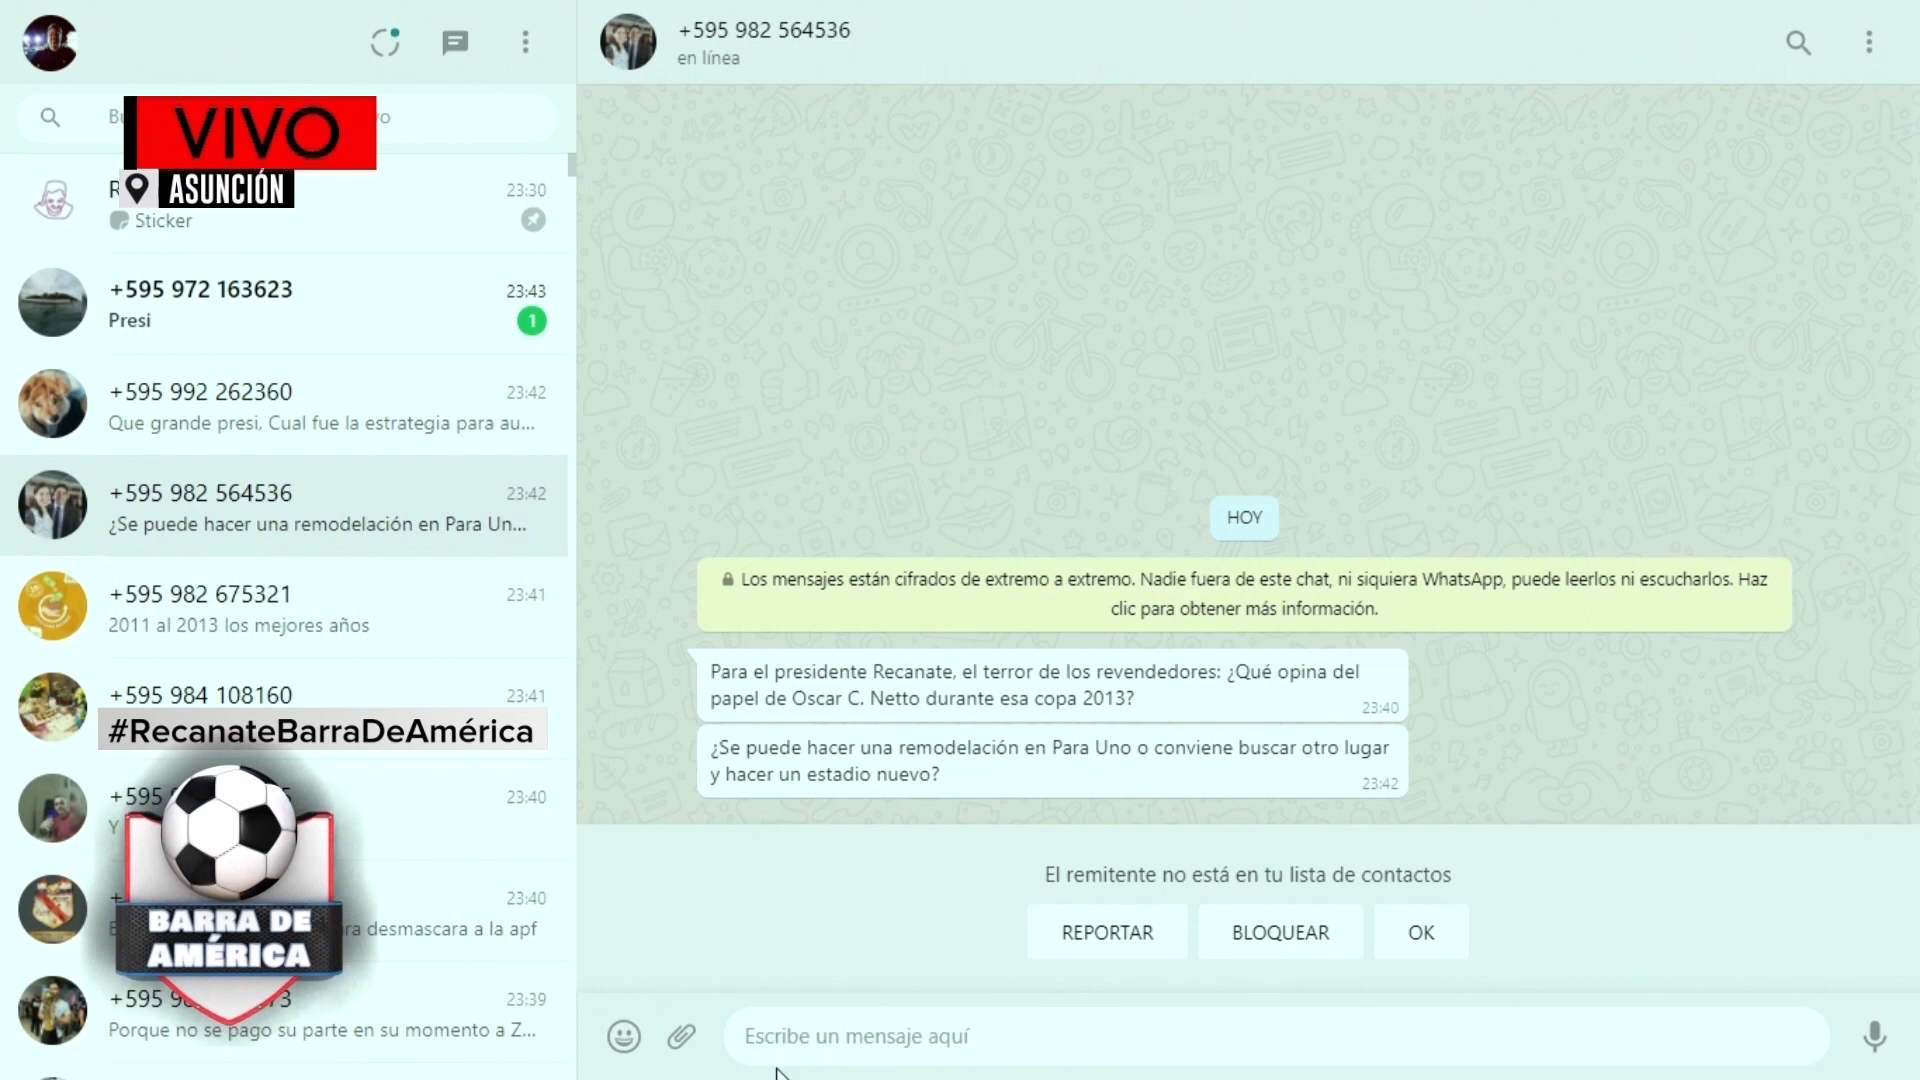 +595 982 564536
en línea
VIVO
ASUNCIÓN
23:30
Sticker
+595 972 163623
23:43
Presi
1
+595 992 262360
23:42
Que grande presi, Cual fue la estrategia para au...
+595 982 564536
23:42
¿Se puede hacer una remodelación en Para Un...
+595 982 675321
23:41
2011 al 2013 los mejores años
+595 984 108160
23:41
#RecanateBarraDeAmérica
+595
23:40
Y
23:40
desmascara a la apf
BARRA DE
AMÉRICA
23:39
Porque no se pago su parte en su momento a Z...
HOY
Los mensajes están cifrados de extremo a extremo. Nadie fuera de este chat, ni siquiera WhatsApp, puede leerlos ni escucharlos. Haz
clic para obtener más información.
Para el presidente Recanate, el terror de los revendedores: ¿Qué opina del
papel de Oscar C. Netto durante esa copa 2013?
23:40
¿Se puede hacer una remodelación en Para Uno o conviene buscar otro lugar
y hacer un estadio nuevo?
23:42
El remitente no está en tu lista de contactos
REPORTAR
BLOQUEAR
OK
Escribe un mensaje aquí